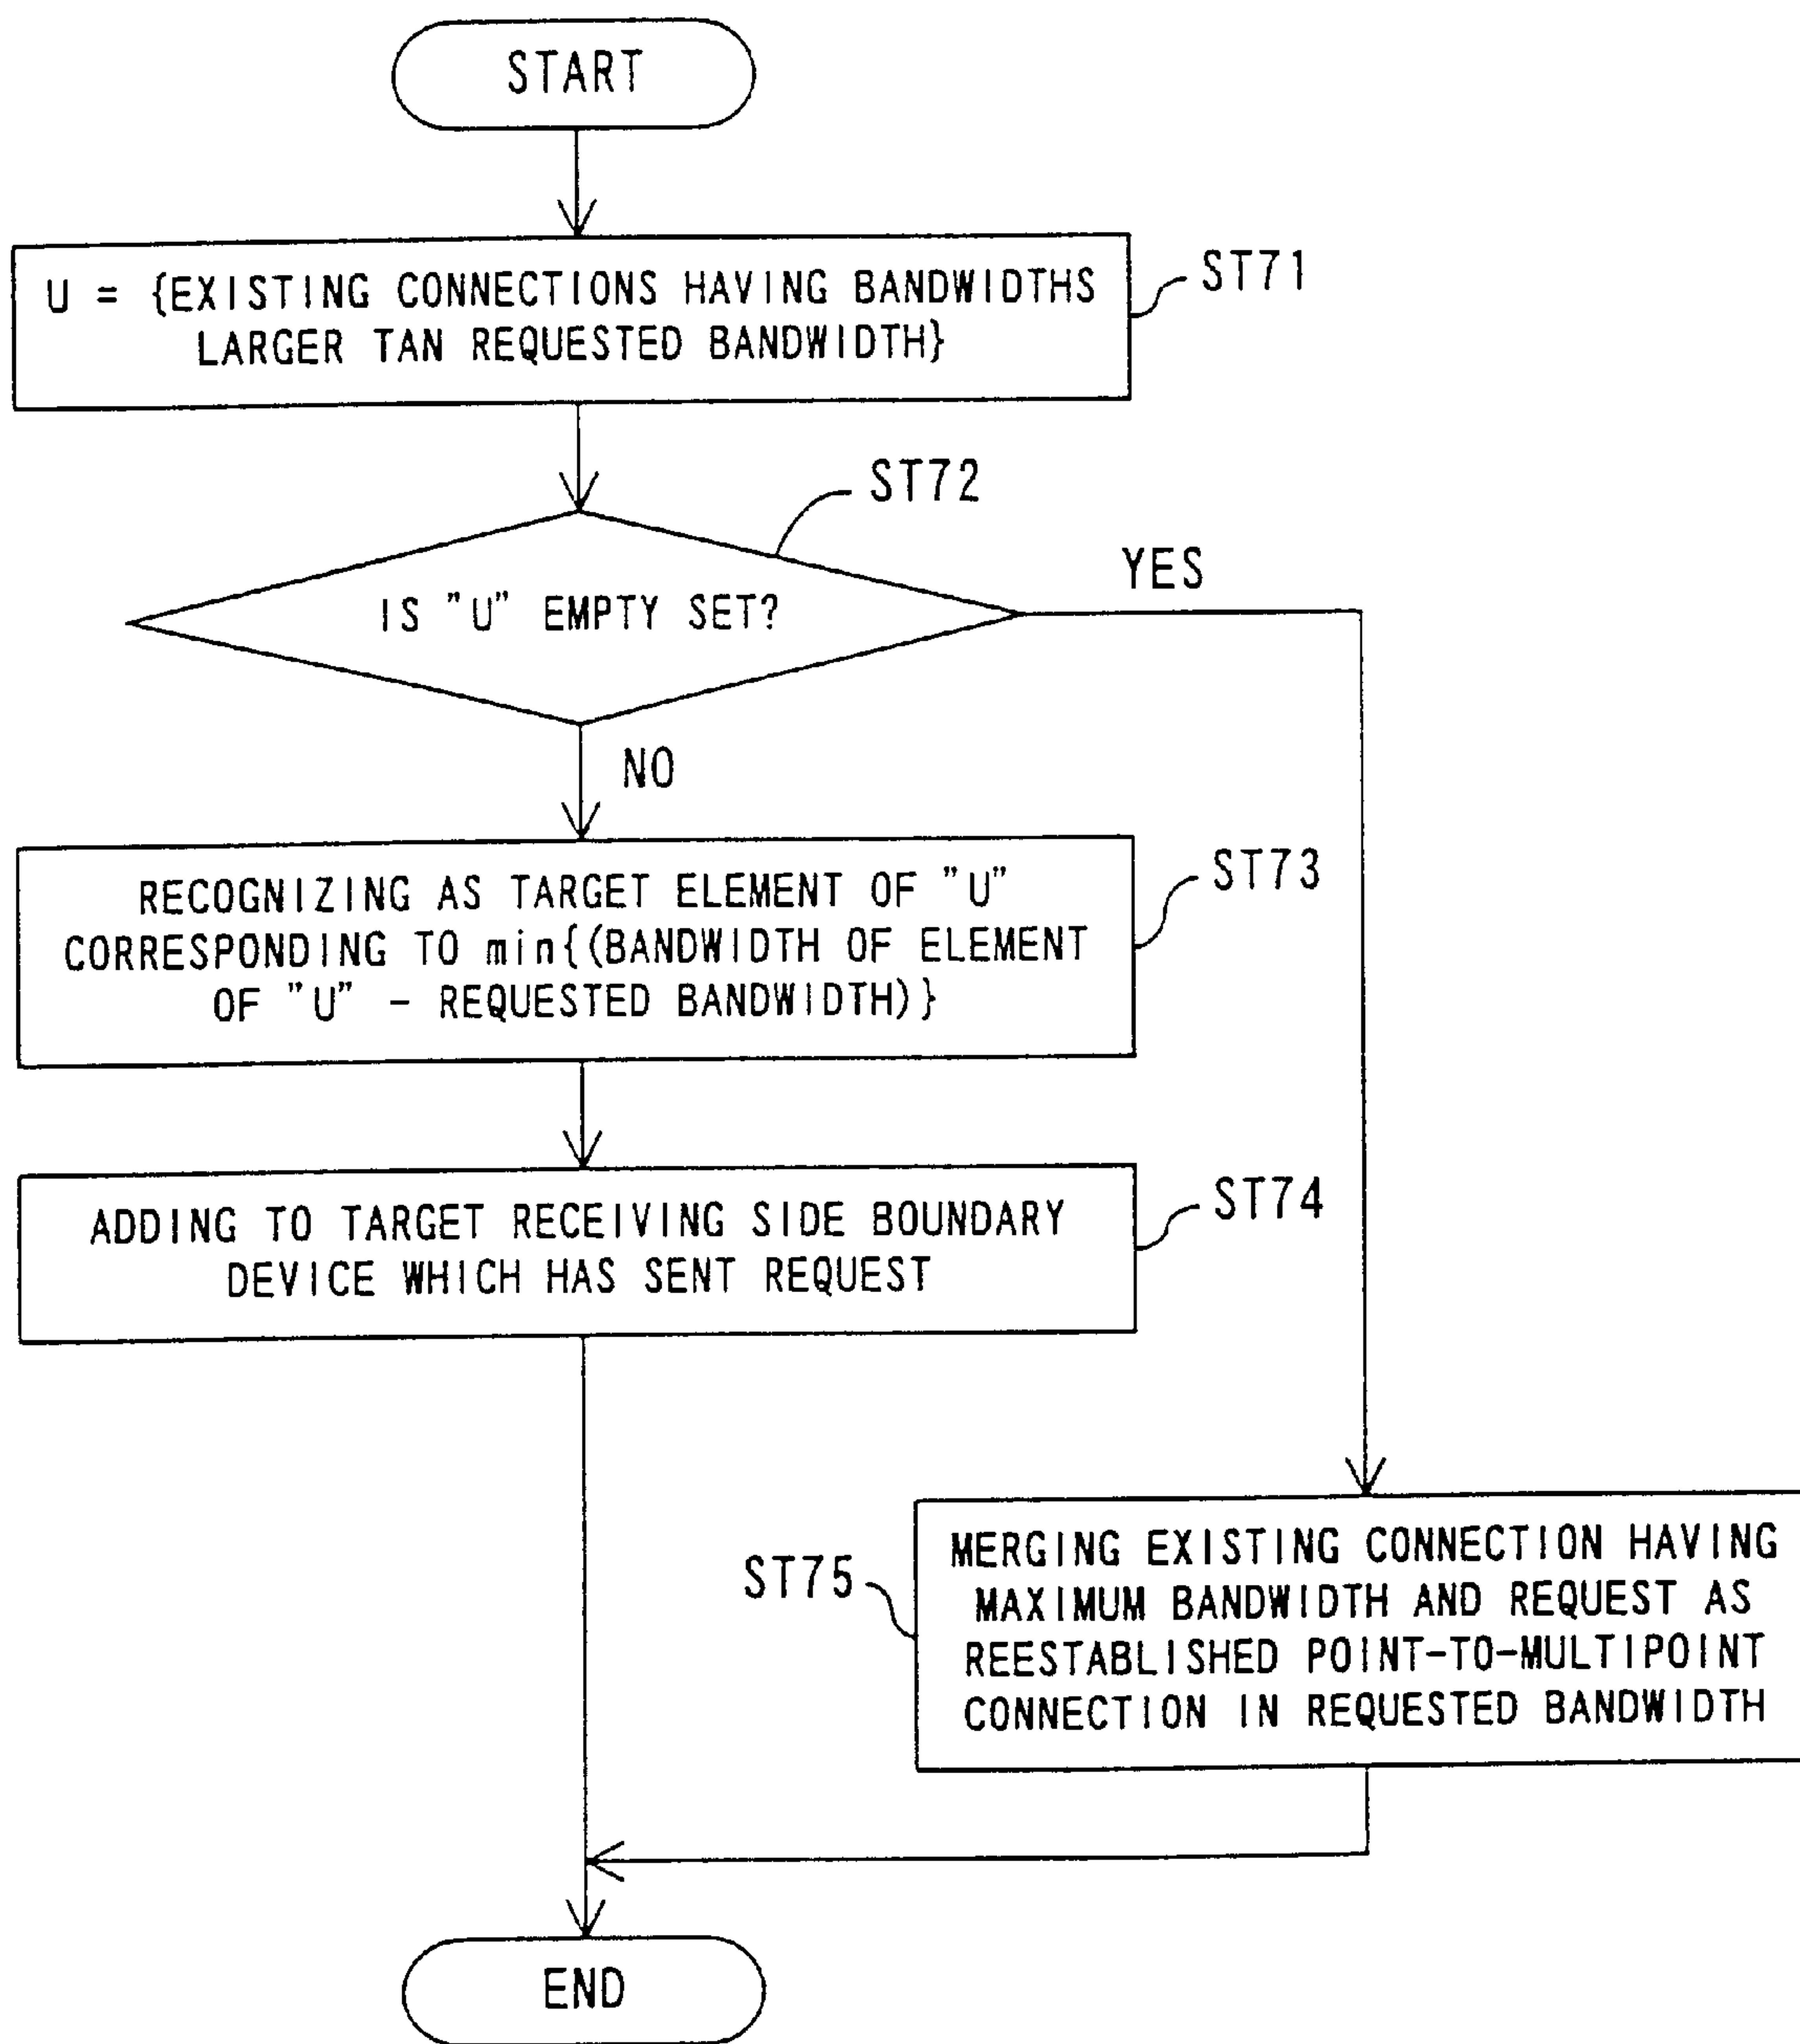 START
U = {EXISTING CONNECTIONS HAVING BANDWIDTHS
LARGER TAN REQUESTED BANDWIDTH}
ST71
ST72
IS "U" EMPTY SET?
YES
NO
RECOGNIZING AS TARGET ELEMENT OF "U"
CORRESPONDING TO min{(BANDWIDTH OF ELEMENT
OF "U" - REQUESTED BANDWIDTH)}
ST73
ADDING TO TARGET RECEIVING SIDE BOUNDARY
DEVICE WHICH HAS SENT REQUEST
ST74
ST75
MERGING EXISTING CONNECTION HAVING
MAXIMUM BANDWIDTH AND REQUEST AS
REESTABLISHED POINT-TO-MULTIPOINT
CONNECTION IN REQUESTED BANDWIDTH
END